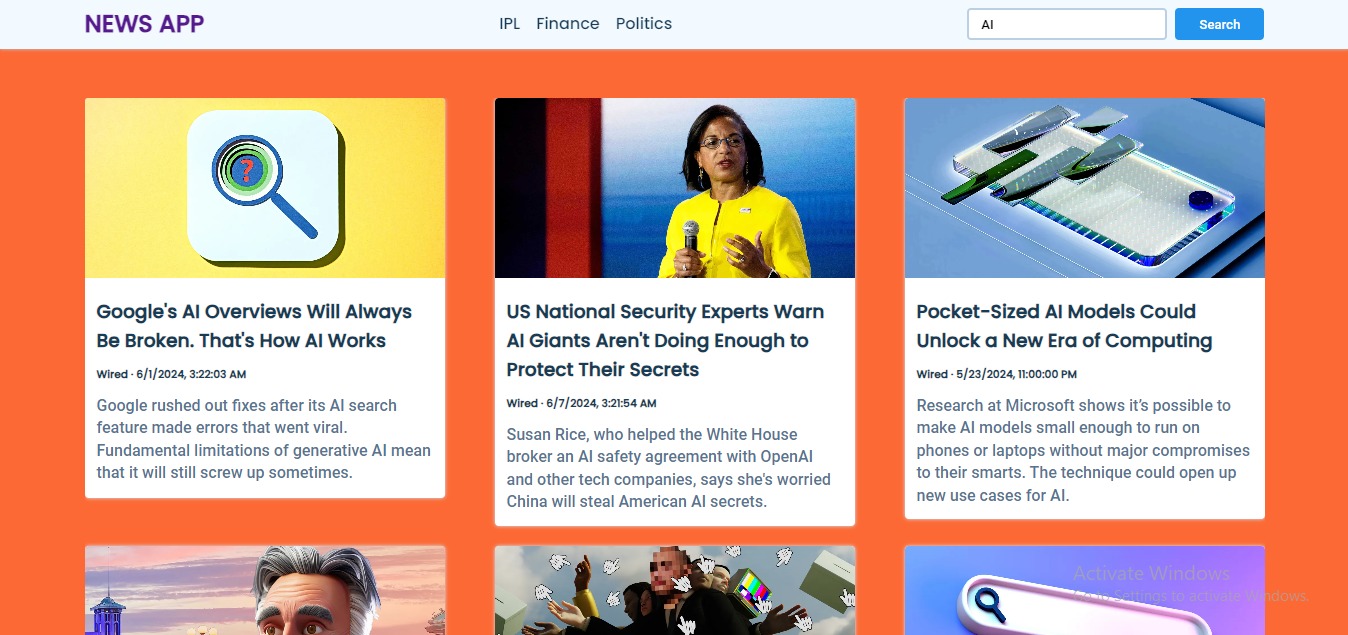 NEWS APP
IPL Finance Politics
AI
Search
?
Google's AI Overviews Will Always
Be Broken. That's How AI Works
Wired · 6/1/2024, 3:22:03 AM
Google rushed out fixes after its AI search
feature made errors that went viral.
Fundamental limitations of generative AI mean
that it will still screw up sometimes.
US National Security Experts Warn
AI Giants Aren't Doing Enough to
Protect Their Secrets
Wired · 6/7/2024, 3:21:54 AM
Susan Rice, who helped the White House
broker an AI safety agreement with OpenAI
and other tech companies, says she's worried
China will steal American AI secrets.
Pocket-Sized AI Models Could
Unlock a New Era of Computing
Wired · 5/23/2024, 11:00:00 PM
Research at Microsoft shows it’s possible to
make AI models small enough to run on
phones or laptops without major compromises
to their smarts. The technique could open up
new use cases for AI.
Activate Windows
Go to Settings to activate Windows.